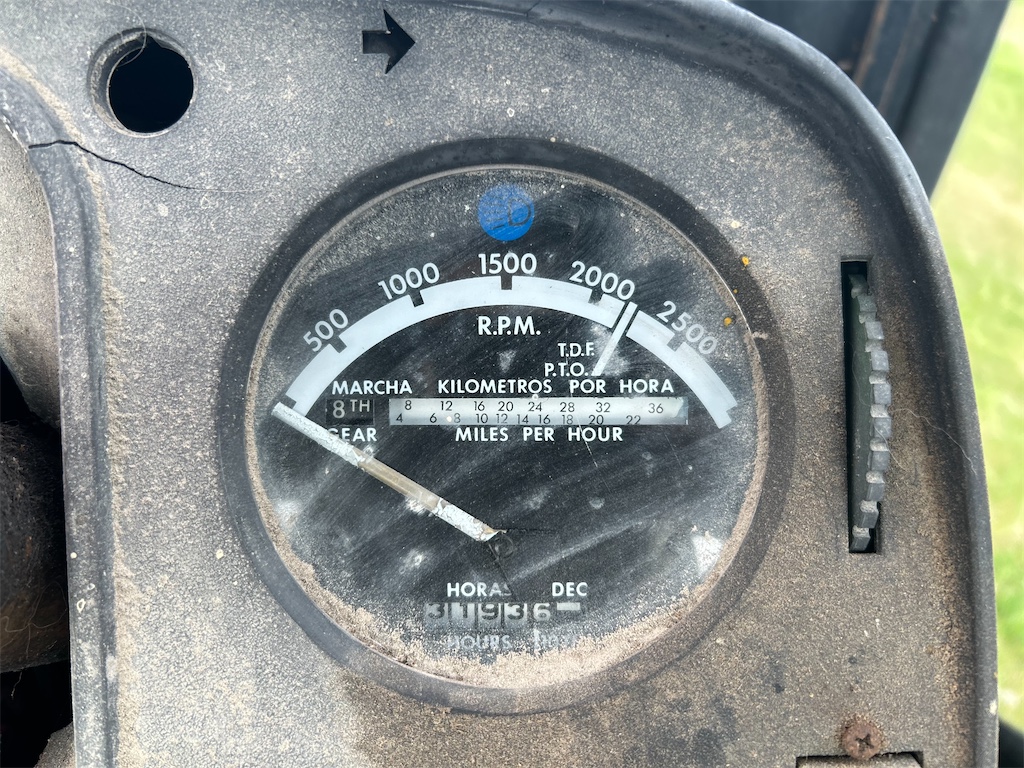 500 1000 1500 2000 2500
R.P.M.
T.D.F.
P.T.O.
MARCHA KILOMETROS POR HORA
8TH 8 12 16 20 24 28 32 36
4 6 8 10 12 14 16 18 20 22
GEAR MILES PER HOUR
HORAS DEC
31936
HOURS